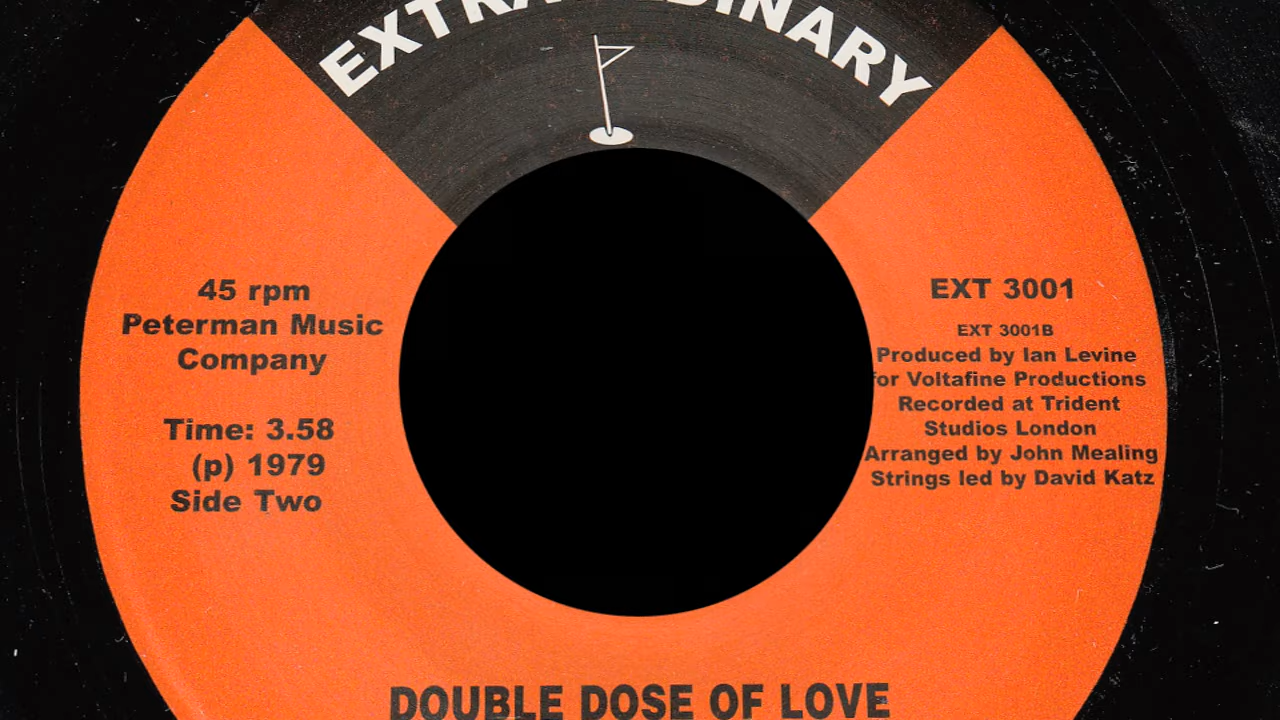 EXTRAORDINARY
45 rpm
Peterman Music
Company
Time: 3.58
(p) 1979
Side Two
EXT 3001
EXT 3001B
Produced by Ian Levine
for Voltafine Productions
Recorded at Trident
Studios London
Arranged by John Mealing
Strings led by David Katz
DOUBLE DOSE OF LOVE